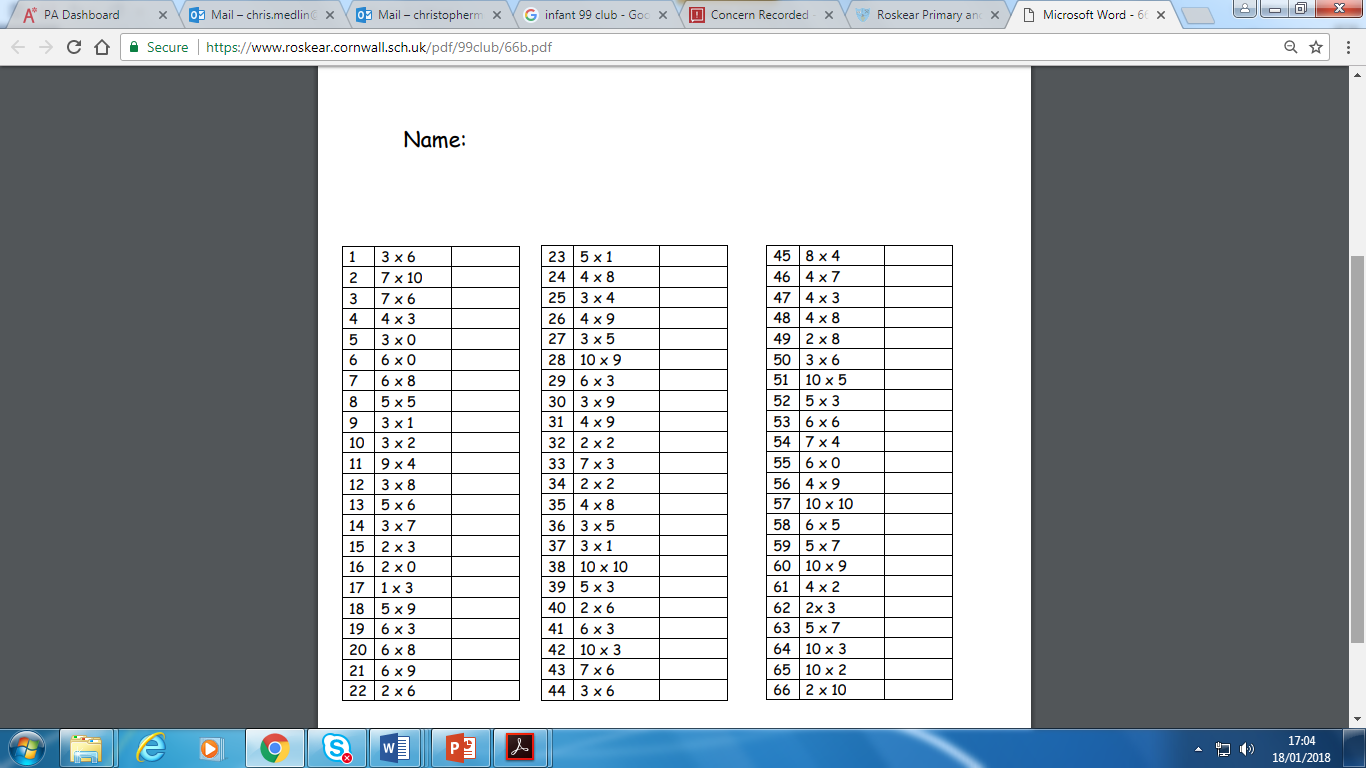 PA Dashboard
Mail – chris.medlin@
Mail – christopherm
infant 99 club - Goo
Concern Recorded -
Roskear Primary and
Microsoft Word - 66
Secure https://www.roskear.cornwall.sch.uk/pdf/99club/66b.pdf
Name:
1 3 x 6
2 7 x 10
3 7 x 6
4 4 x 3
5 3 x 0
6 6 x 0
7 6 x 8
8 5 x 5
9 3 x 1
10 3 x 2
11 9 x 4
12 3 x 8
13 5 x 6
14 3 x 7
15 2 x 3
16 2 x 0
17 1 x 3
18 5 x 9
19 6 x 3
20 6 x 8
21 6 x 9
22 2 x 6
23 5 x 1
24 4 x 8
25 3 x 4
26 4 x 9
27 3 x 5
28 10 x 9
29 6 x 3
30 3 x 9
31 4 x 9
32 2 x 2
33 7 x 3
34 2 x 2
35 4 x 8
36 3 x 5
37 3 x 1
38 10 x 10
39 5 x 3
40 2 x 6
41 6 x 3
42 10 x 3
43 7 x 6
44 3 x 6
45 8 x 4
46 4 x 7
47 4 x 3
48 4 x 8
49 2 x 8
50 3 x 6
51 10 x 5
52 5 x 3
53 6 x 6
54 7 x 4
55 6 x 0
56 4 x 9
57 10 x 10
58 6 x 5
59 5 x 7
60 10 x 9
61 4 x 2
62 2x 3
63 5 x 7
64 10 x 3
65 10 x 2
66 2 x 10
17:04
18/01/2018